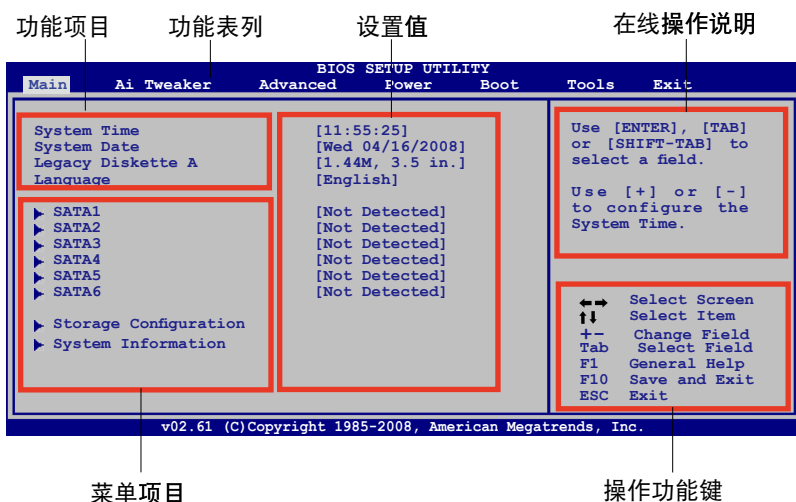 功能项目 功能表列 设置值 在线操作说明
BIOS SETUP UTILITY
Main Ai Tweaker Advanced Power Boot Tools Exit
System Time [11:55:25]
System Date [Wed 04/16/2008]
Legacy Diskette A [1.44M, 3.5 in.]
Language [English]
SATA1 [Not Detected]
SATA2 [Not Detected]
SATA3 [Not Detected]
SATA4 [Not Detected]
SATA5 [Not Detected]
SATA6 [Not Detected]
Storage Configuration
System Information
Use [ENTER], [TAB]
or [SHIFT-TAB] to
select a field.
Use [+] or [-]
to configure the
System Time.
←→ Select Screen
↑↓ Select Item
+- Change Field
Tab Select Field
F1 General Help
F10 Save and Exit
ESC Exit
v02.61 (C)Copyright 1985-2008, American Megatrends, Inc.
菜单项目 操作功能键